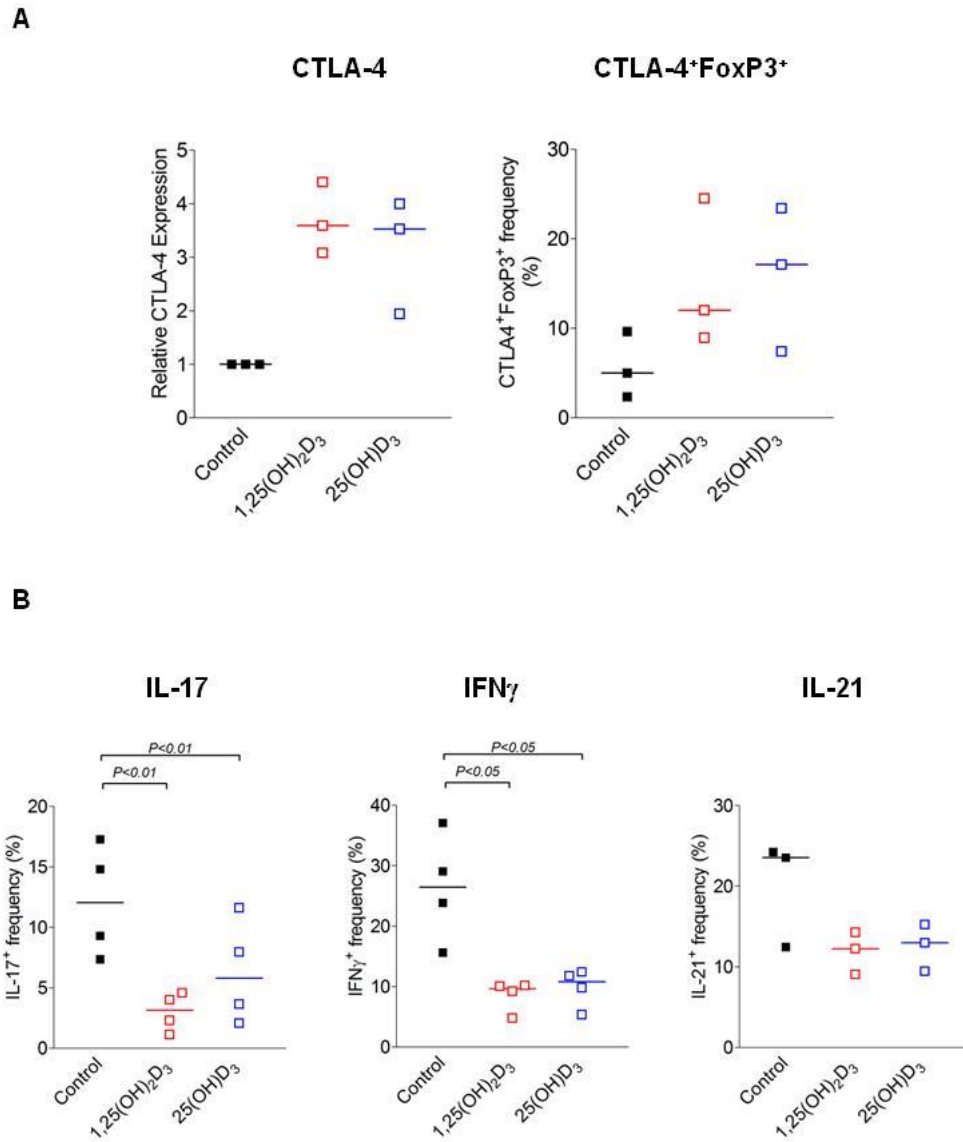 A
CTLA-4
CTLA-4⁺FoxP3⁺
Relative CTLA-4 Expression
5
4
3
2
1
0
Control
1,25(OH)₂D₃
25(OH)D₃
CTLA4⁺FoxP3⁺ frequency
(%)
30
20
10
0
Control
1,25(OH)₂D₃
25(OH)D₃
B
IL-17
IFNγ
IL-21
P<0.01
P<0.01
IL-17⁺ frequency (%)
20
15
10
5
0
Control
1,25(OH)₂D₃
25(OH)D₃
P<0.05
P<0.05
IFNγ⁺ frequency (%)
40
30
20
10
0
Control
1,25(OH)₂D₃
25(OH)D₃
IL-21⁺ frequency (%)
30
20
10
0
Control
1,25(OH)₂D₃
25(OH)D₃